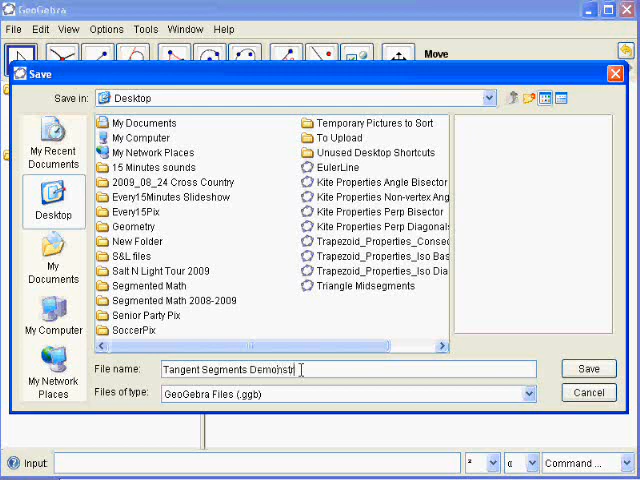 GeoGebra
File Edit View Options Tools Window Help
Move
Save
Save in: Desktop
My Recent Documents
Desktop
My Documents
My Computer
My Network Places
My Documents
My Computer
My Network Places
15 Minutes sounds
2009_08_24 Cross Country
Every15Minutes Slideshow
Every15Pix
Geometry
New Folder
S&L files
Salt N Light Tour 2009
Segmented Math
Segmented Math 2008-2009
Senior Party Pix
SoccerPix
Temporary Pictures to Sort
To Upload
Unused Desktop Shortcuts
EulerLine
Kite Properties Angle Bisector
Kite Properties Non-vertex Ang
Kite Properties Perp Bisector
Kite Properties Perp Diagonals
Trapezoid_Properties_Consec
Trapezoid_Properties_Iso Bas
Trapezoid_Properties_Iso Dia
Triangle Midsegments
File name: Tangent Segments Demonstr
Save
Files of type: GeoGebra Files (.ggb)
Cancel
Input: ² α Command ...